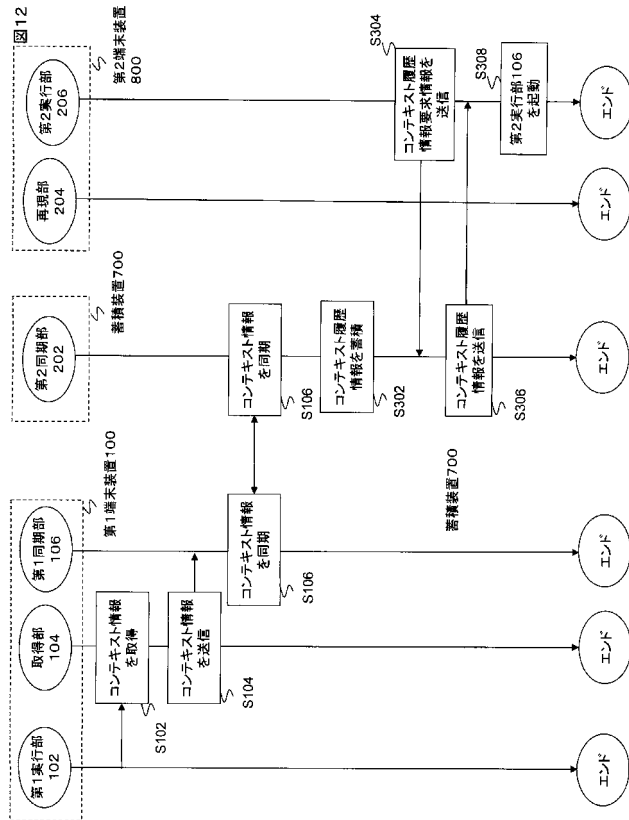 図12
第1端末装置100
第1実行部
102
取得部
104
第1同期部
106
蓄積装置700
第2同期部
202
第2端末装置
800
再現部
204
第2実行部
206
コンテキスト情報
を取得
S102
コンテキスト情報
を送信
S104
コンテキスト情報
を同期
S106
コンテキスト情報
を同期
S106
コンテキスト履歴
情報を蓄積
S302
コンテキスト履歴
情報要求情報を
送信
S304
コンテキスト履歴
情報を送信
S306
蓄積装置700
第2実行部106
を起動
S308
エンド
エンド
エンド
エンド
エンド
エンド